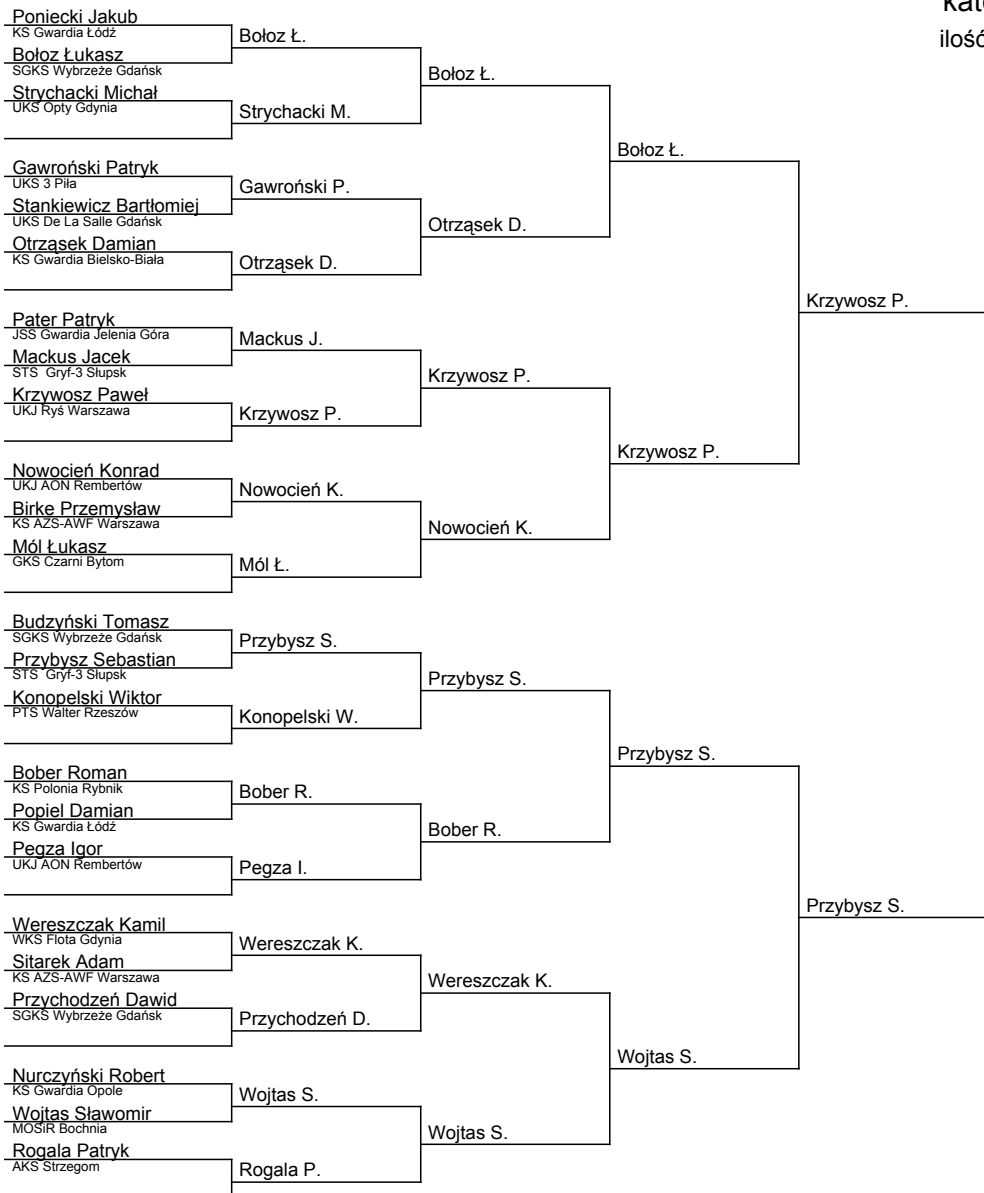 Poniecki Jakub
KS Gwardia Łódź
Bołoz Łukasz
SGKS Wybrzeże Gdańsk
Strychacki Michał
UKS Opty Gdynia
Gawroński Patryk
UKS 3 Piła
Stankiewicz Bartłomiej
UKS De La Salle Gdańsk
Otrząsek Damian
KS Gwardia Bielsko-Biała
Pater Patryk
JSS Gwardia Jelenia Góra
Mackus Jacek
STS Gryf-3 Słupsk
Krzywosz Paweł
UKJ Ryś Warszawa
Nowocień Konrad
UKJ AON Rembertów
Birke Przemysław
KS AZS-AWF Warszawa
Mól Łukasz
GKS Czarni Bytom
Budzyński Tomasz
SGKS Wybrzeże Gdańsk
Przybysz Sebastian
STS Gryf-3 Słupsk
Konopelski Wiktor
PTS Walter Rzeszów
Bober Roman
KS Polonia Rybnik
Popiel Damian
KS Gwardia Łódź
Pegza Igor
UKJ AON Rembertów
Wereszczak Kamil
WKS Flota Gdynia
Sitarek Adam
KS AZS-AWF Warszawa
Przychodzeń Dawid
SGKS Wybrzeże Gdańsk
Nurczyński Robert
KS Gwardia Opole
Wojtas Sławomir
MOSiR Bochnia
Rogala Patryk
AKS Strzegom
Bołoz Ł.
Strychacki M.
Gawroński P.
Otrząsek D.
Mackus J.
Krzywosz P.
Nowocień K.
Mól Ł.
Przybysz S.
Konopelski W.
Bober R.
Pegza I.
Wereszczak K.
Przychodzeń D.
Wojtas S.
Rogala P.
Bołoz Ł.
Otrząsek D.
Krzywosz P.
Nowocień K.
Przybysz S.
Bober R.
Wereszczak K.
Wojtas S.
Bołoz Ł.
Krzywosz P.
Przybysz S.
Wojtas S.
Krzywosz P.
Przybysz S.
ilość